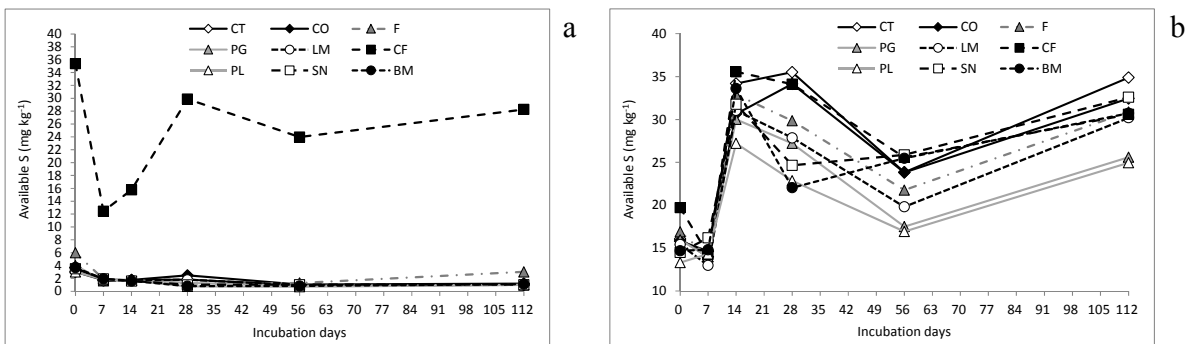 a
CT CO F
PG LM CF
PL SN BM
Available S (mg kg⁻¹)
40
38
36
34
32
30
28
26
24
22
20
18
16
14
12
10
8
6
4
2
0
0 7 14 21 28 35 42 49 56 63 70 77 84 91 98 105 112
Incubation days
b
CT CO F
PG LM CF
PL SN BM
Available S (mg kg⁻¹)
40
35
30
25
20
15
10
0 7 14 21 28 35 42 49 56 63 70 77 84 91 98 105 112
Incubation days